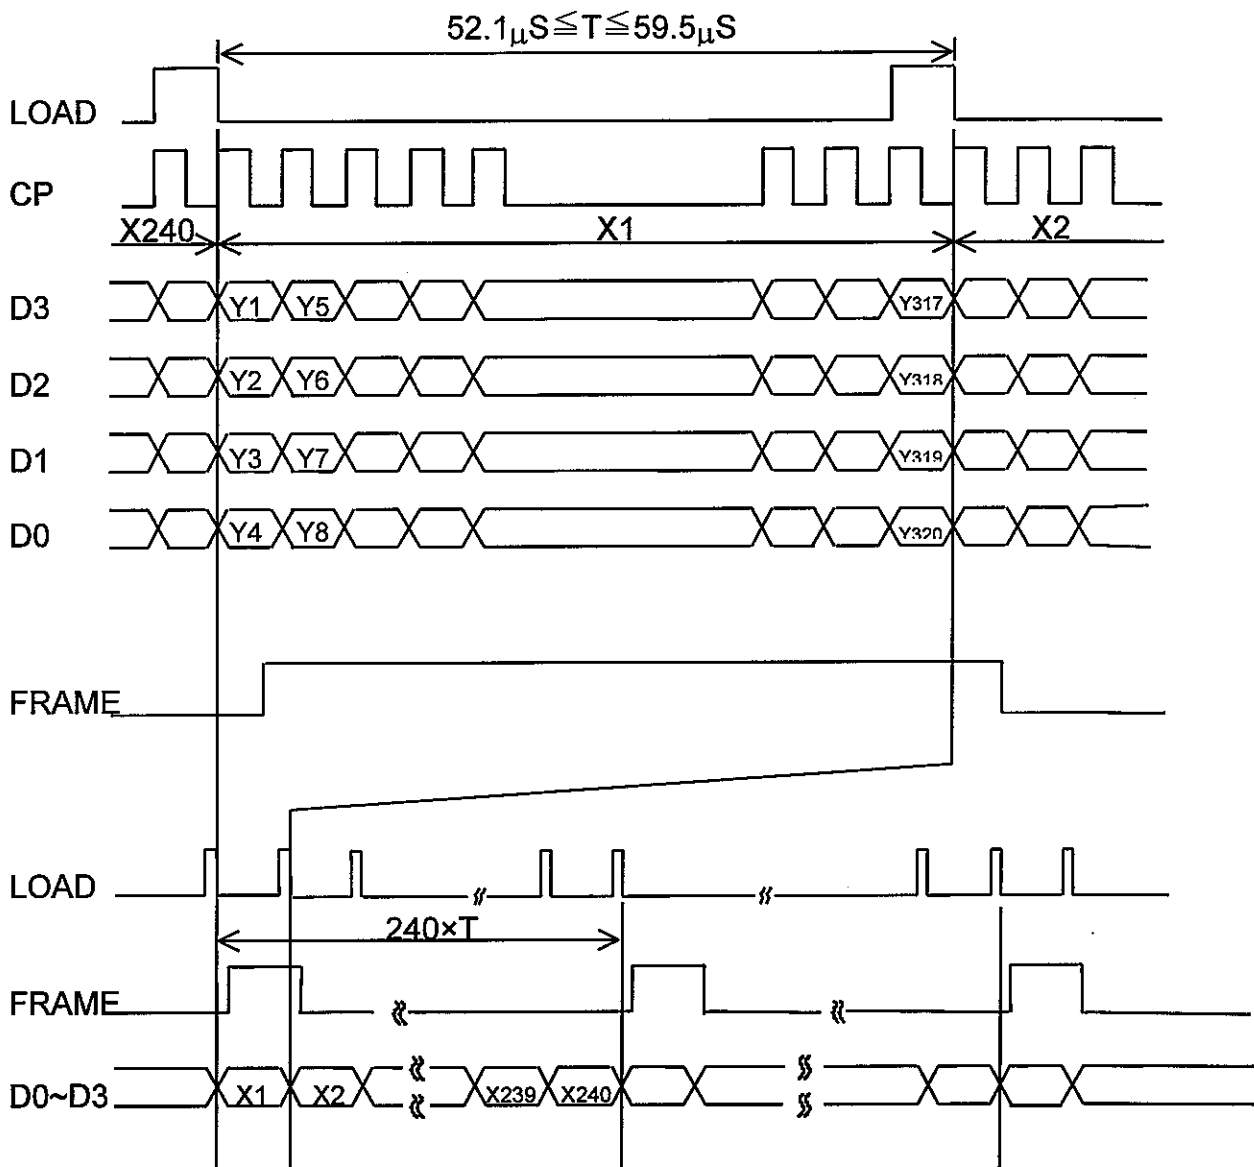 52.1μS≦T≦59.5μS
LOAD
CP
X240 X1 X2
D3 Y1 Y5 Y317
D2 Y2 Y6 Y318
D1 Y3 Y7 Y319
D0 Y4 Y8 Y320
FRAME
LOAD
240×T
FRAME
D0~D3 X1 X2 X239 X240